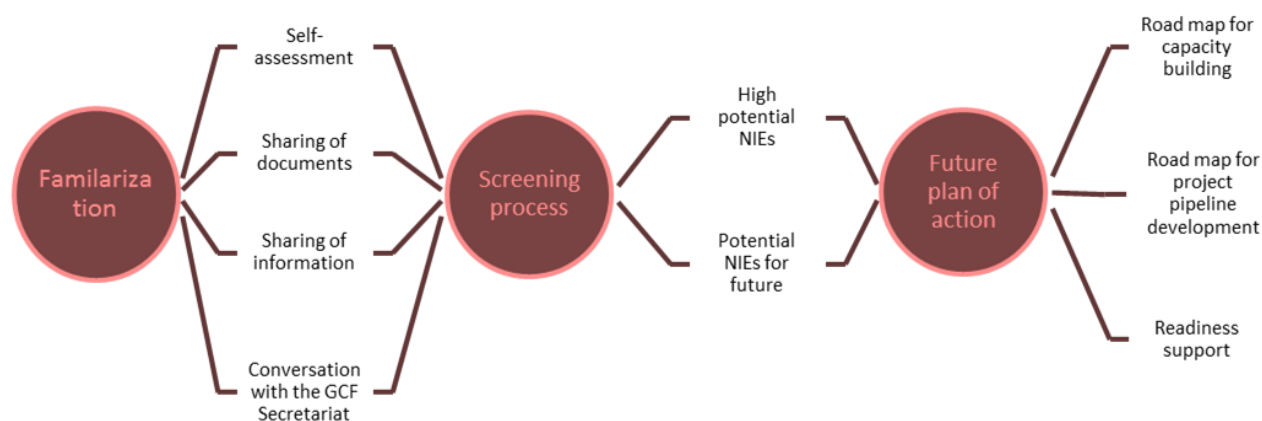 Familariza
tion
Self-
assessment
Sharing of
documents
Sharing of
information
Conversation
with the GCF
Secretariat
Screening
process
High
potential
NIEs
Potential
NIEs for
future
Future
plan of
action
Road map for
capacity
building
Road map for
project
pipeline
development
Readiness
support